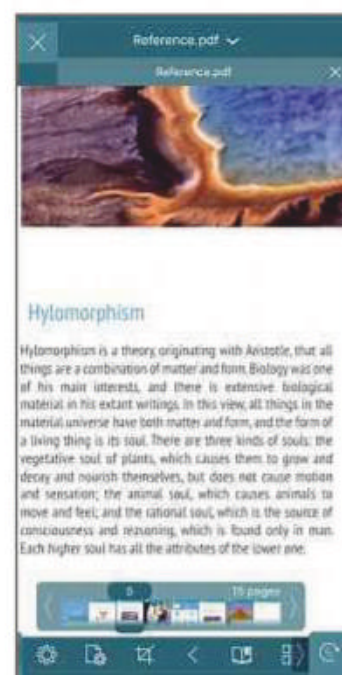 Reference.pdf
Reference.pdf
Hylomorphism
Hylomorphism is a theory, originating with Aristotle, that all
things are a combination of matter and form. Biology was one
of his main interests, and there is extensive biological
material in his extant writings. In this view, all things in the
material universe have both matter and form, and the form of
a living thing is its soul. There are three kinds of souls: the
vegetative soul of plants, which causes them to grow and
decay and nourish themselves, but does not cause motion
and sensation; the animal soul, which causes animals to
move and feel; and the rational soul, which is the source of
consciousness and reasoning, which is found only in man.
Each higher soul has all the attributes of the lower one.
15 pages